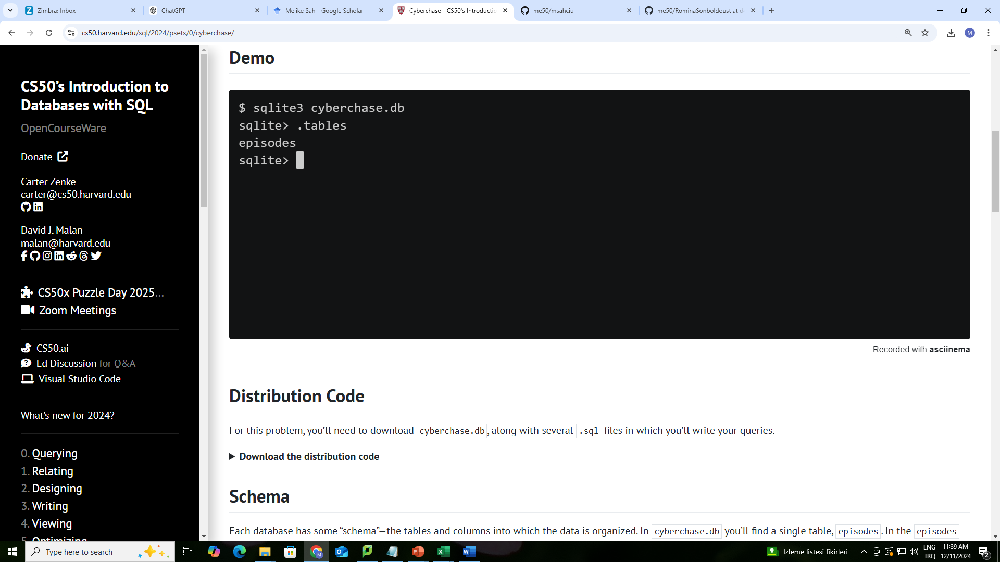 Zimbra: Inbox
ChatGPT
Melike Sah - Google Scholar
Cyberchase - CS50's Introductio
me50/msahciu
me50/RominaSonboldoust at d
cs50.harvard.edu/sql/2024/psets/0/cyberchase/
M
CS50’s Introduction to
Databases with SQL
OpenCourseWare
Donate
Carter Zenke
carter@cs50.harvard.edu
David J. Malan
malan@harvard.edu
CS50x Puzzle Day 2025...
Zoom Meetings
CS50.ai
Ed Discussion for Q&A
Visual Studio Code
What’s new for 2024?
0. Querying
1. Relating
2. Designing
3. Writing
4. Viewing
5. Optimizing
Demo
$ sqlite3 cyberchase.db
sqlite> .tables
episodes
sqlite>
Recorded with asciinema
Distribution Code
For this problem, you’ll need to download cyberchase.db, along with several .sql files in which you’ll write your queries.
Download the distribution code
Schema
Each database has some “schema”—the tables and columns into which the data is organized. In cyberchase.db you’ll find a single table, episodes. In the episodes
Type here to search
İzleme listesi fikirleri
ENG
TRQ
11:39 AM
12/11/2024
2